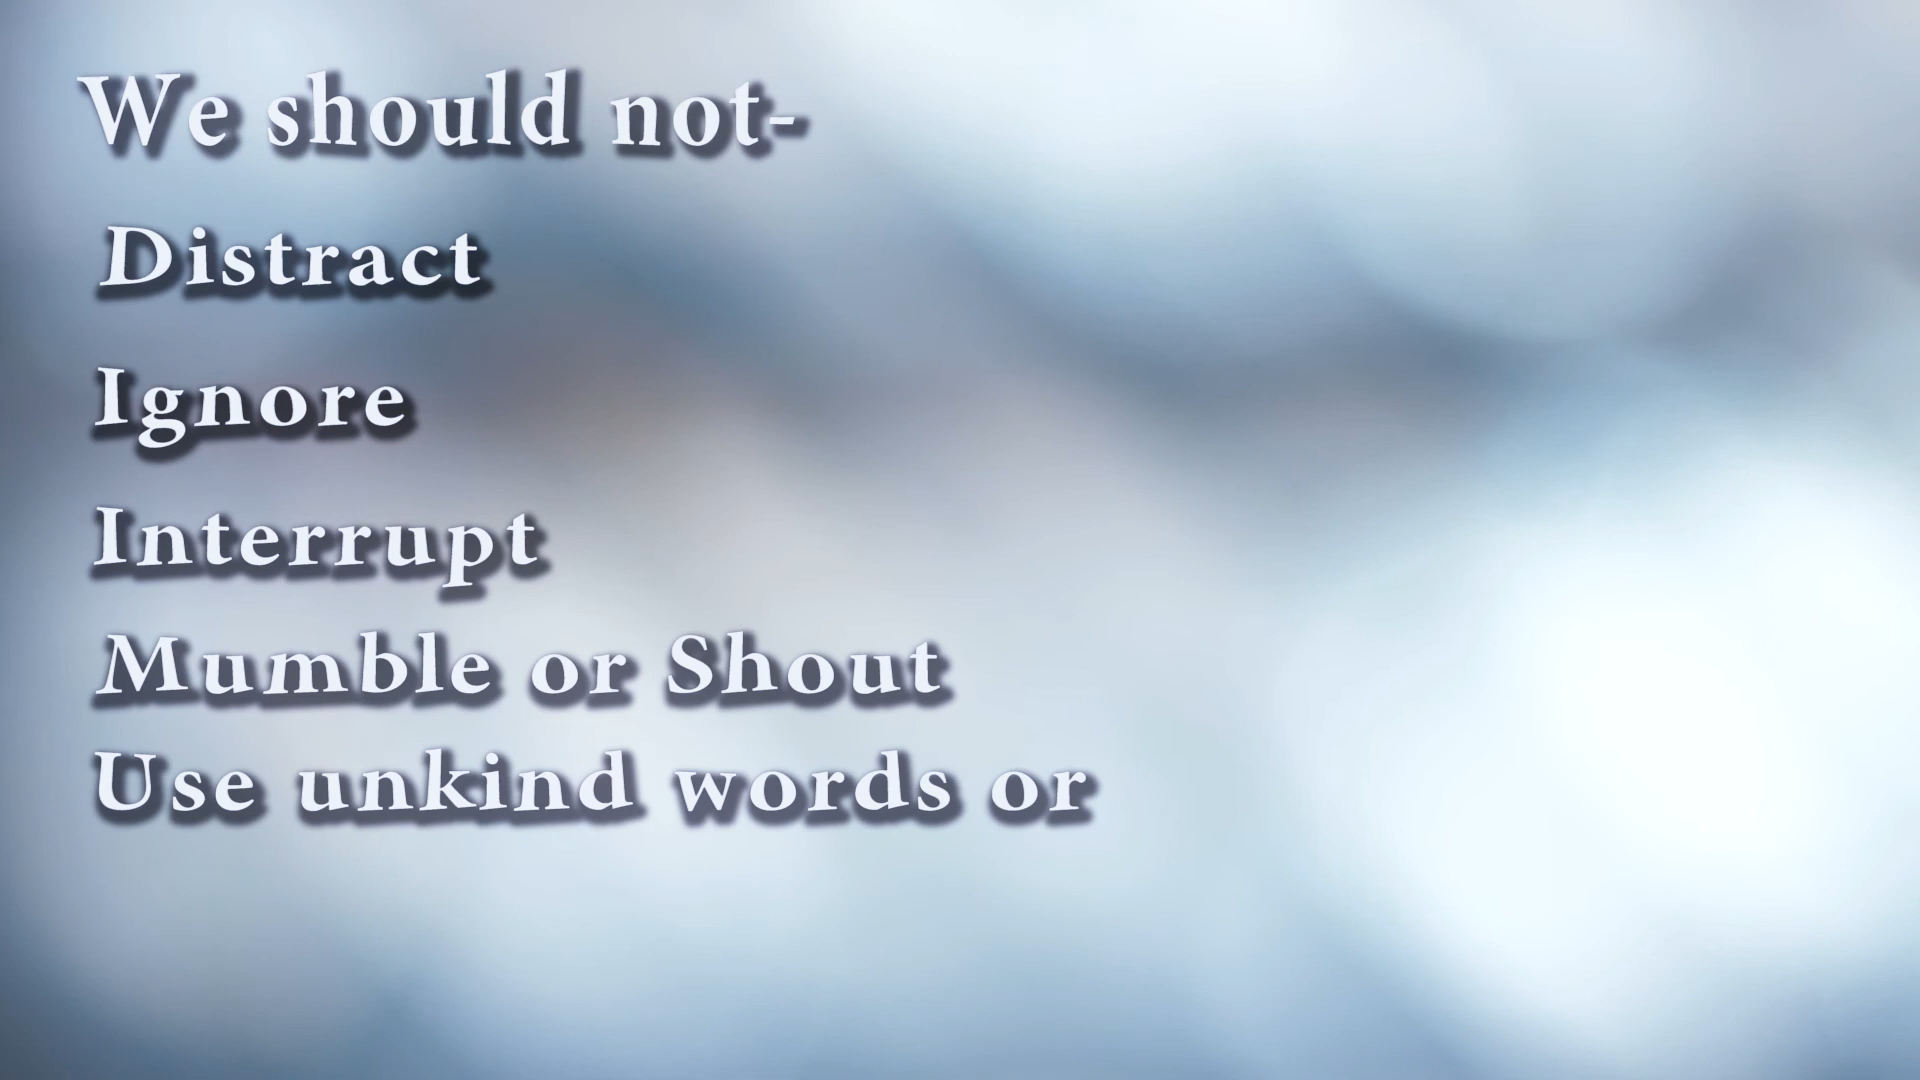 We should not-
Distract
Ignore
Interrupt
Mumble or Shout
Use unkind words or